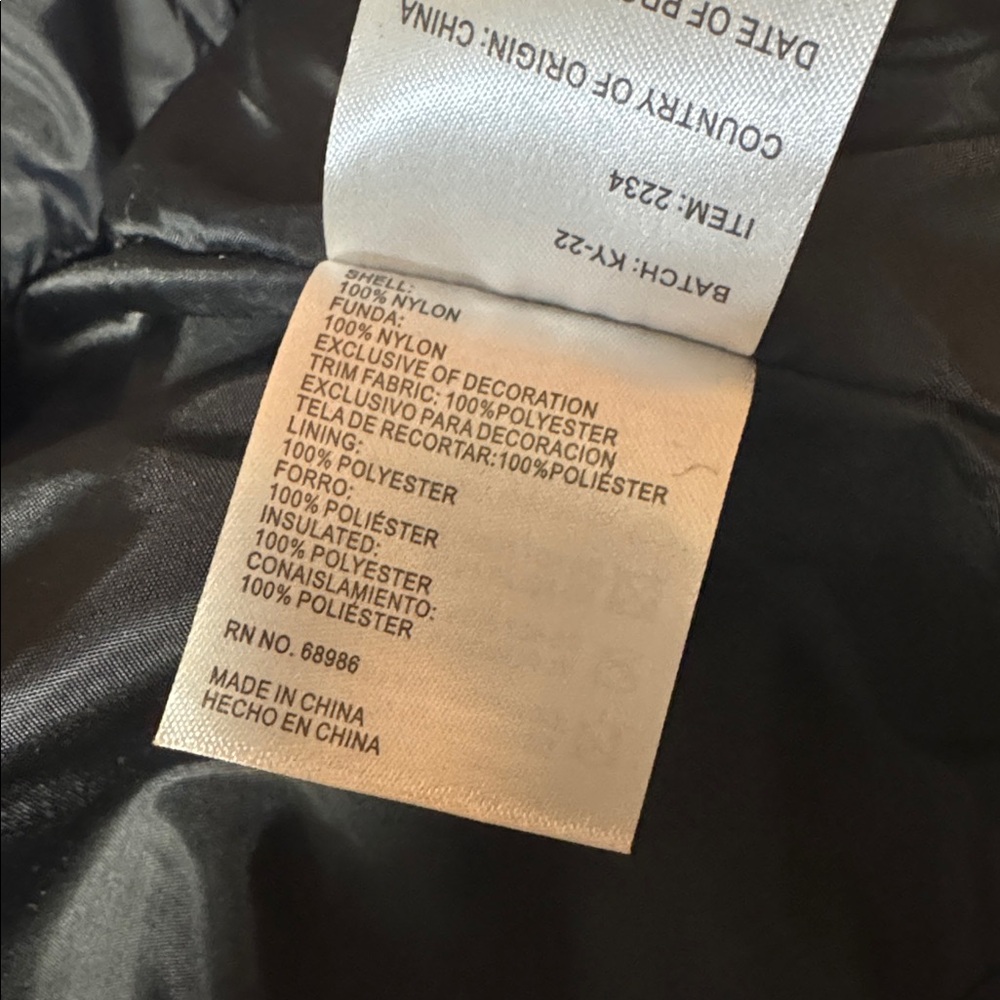 DATE OF
COUNTRY OF ORIGIN: CHINA
ITEM: 2234
BATCH: KY-22
SHELL:
100% NYLON
FUNDA:
100% NYLON
EXCLUSIVE OF DECORATION
TRIM FABRIC: 100%POLYESTER
EXCLUSIVO PARA DECORACION
TELA DE RECORTAR:100%POLIÉSTER
LINING:
100% POLYESTER
FORRO:
100% POLIÉSTER
INSULATED:
100% POLYESTER
CONAISLAMIENTO:
100% POLIÉSTER
RN NO. 68986
MADE IN CHINA
HECHO EN CHINA